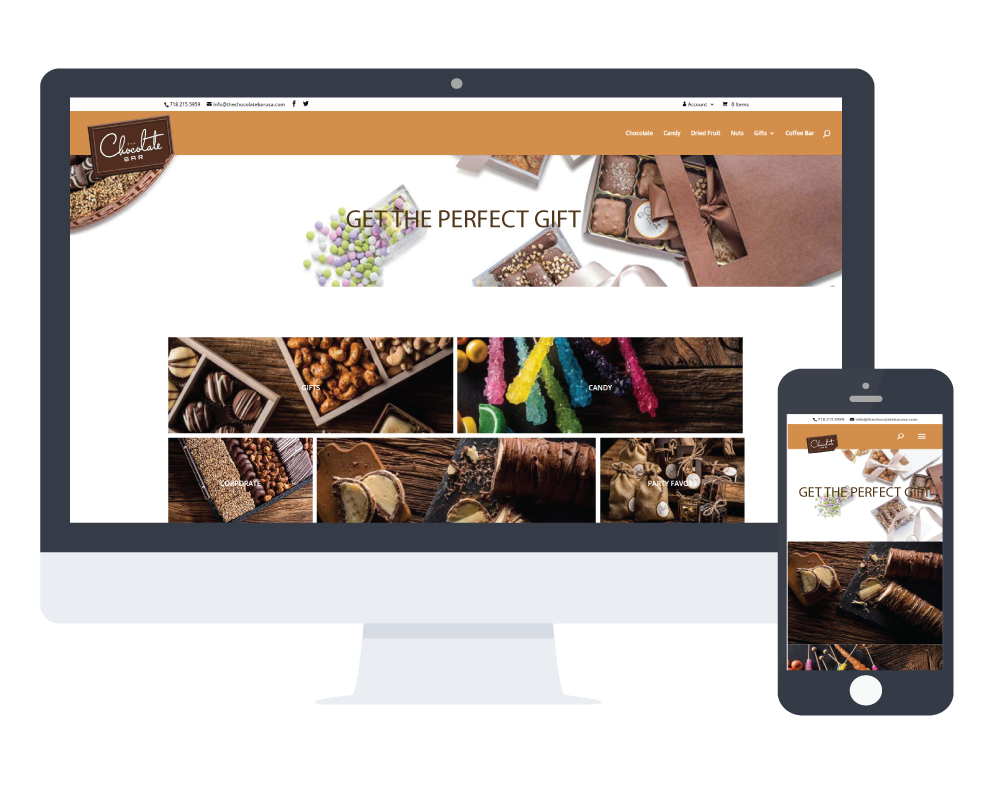 718.215.5959 info@thechocolatebarusa.com Account 0 Items
THE
Chocolate
BAR
Chocolate Candy Dried Fruit Nuts Gifts Coffee Bar
GET THE PERFECT GIFT
GIFTS
CANDY
CORPORATE
PARTY FAVORS
718.215.5959 info@thechocolatebarusa.com
Chocolate
GET THE PERFECT GIFT